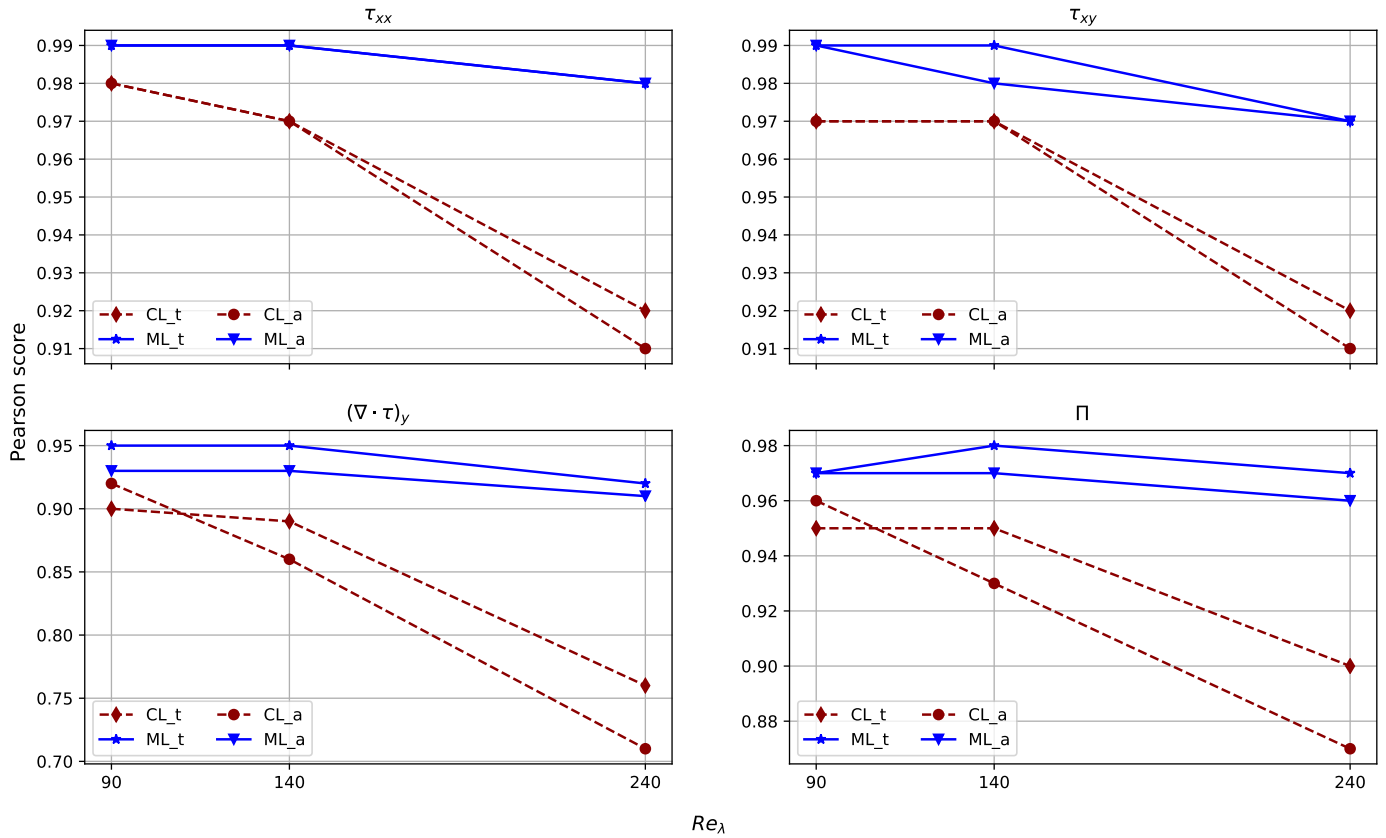 τxx
0.99
0.98
0.97
0.96
0.95
0.94
0.93
0.92
0.91
CL_t CL_a
ML_t ML_a
τxy
0.99
0.98
0.97
0.96
0.95
0.94
0.93
0.92
0.91
CL_t CL_a
ML_t ML_a
Pearson score
(∇ · τ)y
0.95
0.90
0.85
0.80
0.75
0.70
CL_t CL_a
ML_t ML_a
90 140 240
Π
0.98
0.96
0.94
0.92
0.90
0.88
CL_t CL_a
ML_t ML_a
90 140 240
Reλ